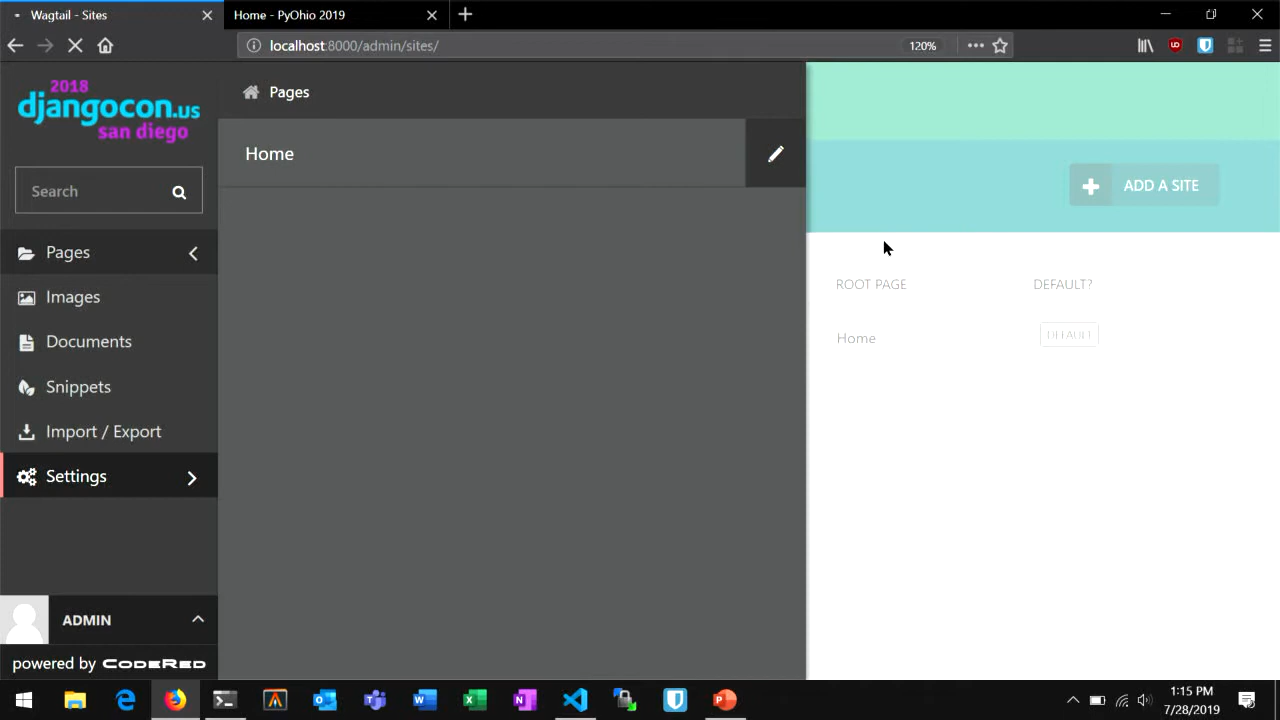 Wagtail - Sites
Home - PyOhio 2019
localhost:8000/admin/sites/
120%
2018
djangocon.us
san diego
Search
Pages
Images
Documents
Snippets
Import / Export
Settings
ADMIN
powered by CODERED
Pages
Home
ADD A SITE
ROOT PAGE
DEFAULT?
Home
DEFAULT
1:15 PM
7/28/2019